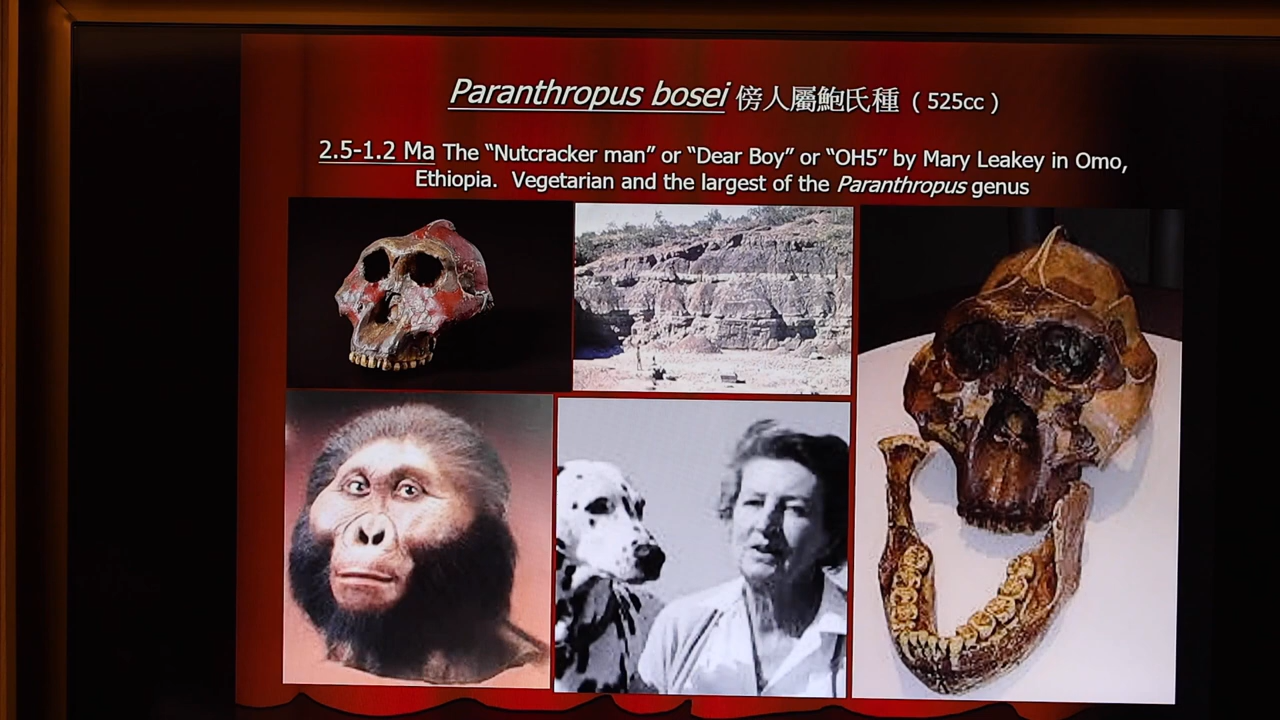 Paranthropus bosei 傍人屬鮑氏種 ( 525cc )
2.5-1.2 Ma The “Nutcracker man” or “Dear Boy” or “OH5” by Mary Leakey in Omo,
Ethiopia. Vegetarian and the largest of the Paranthropus genus